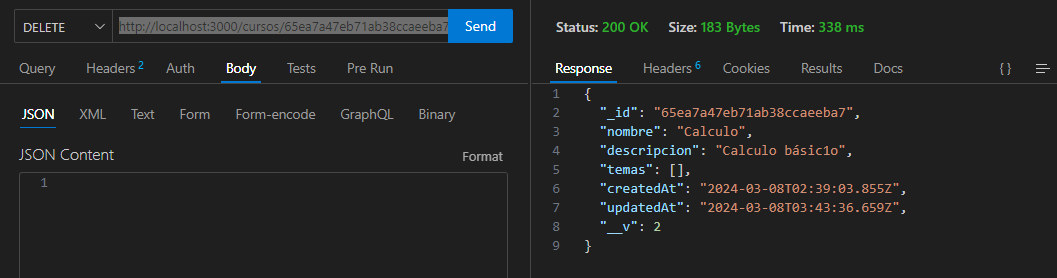 DELETE http://localhost:3000/cursos/65ea7a47eb71ab38ccaeeba7 Send
Query Headers 2 Auth Body Tests Pre Run
JSON XML Text Form Form-encode GraphQL Binary
JSON Content Format
1
Status: 200 OK Size: 183 Bytes Time: 338 ms
Response Headers 6 Cookies Results Docs { }
1 {
2 "_id": "65ea7a47eb71ab38ccaeeba7",
3 "nombre": "Calculo",
4 "descripcion": "Calculo básic1o",
5 "temas": [],
6 "createdAt": "2024-03-08T02:39:03.855Z",
7 "updatedAt": "2024-03-08T03:43:36.659Z",
8 "__v": 2
9 }